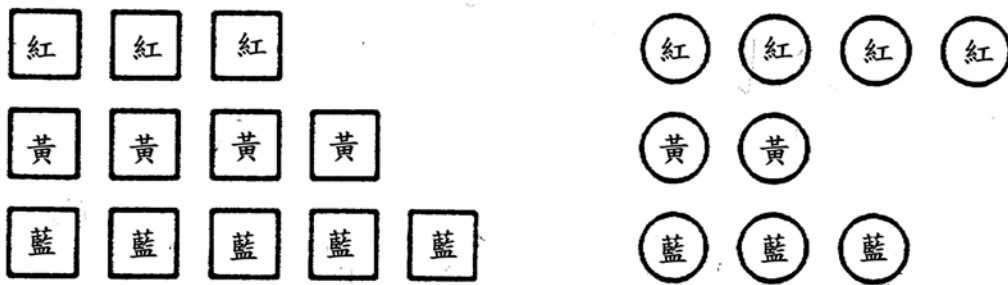 紅 紅 紅 紅 紅 紅 紅
黃 黃 黃 黃 黃 黃
藍 藍 藍 藍 藍 藍 藍 藍